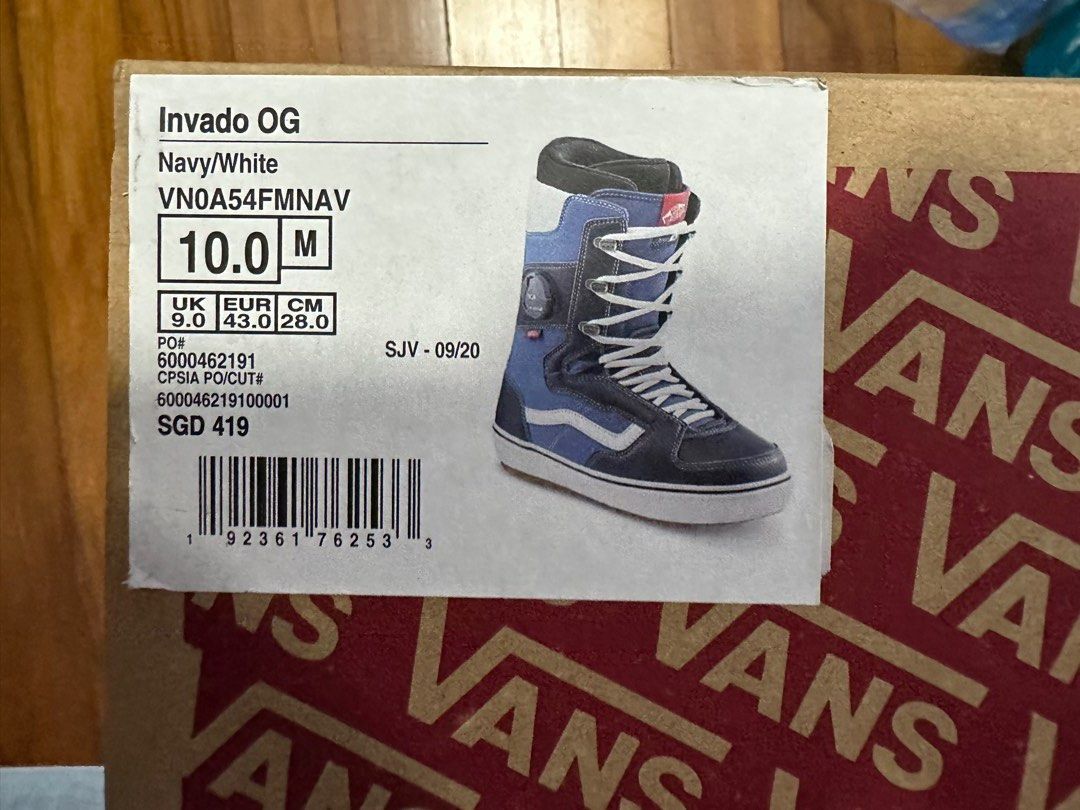 Invado OG
Navy/White
VN0A54FMNAV
10.0 M
UK EUR CM
9.0 43.0 28.0
PO#
6000462191
SJV - 09/20
CPSIA PO/CUT#
600046219100001
SGD 419
1 92361 76253 3
VANS
VANS
VANS
VANS
VANS